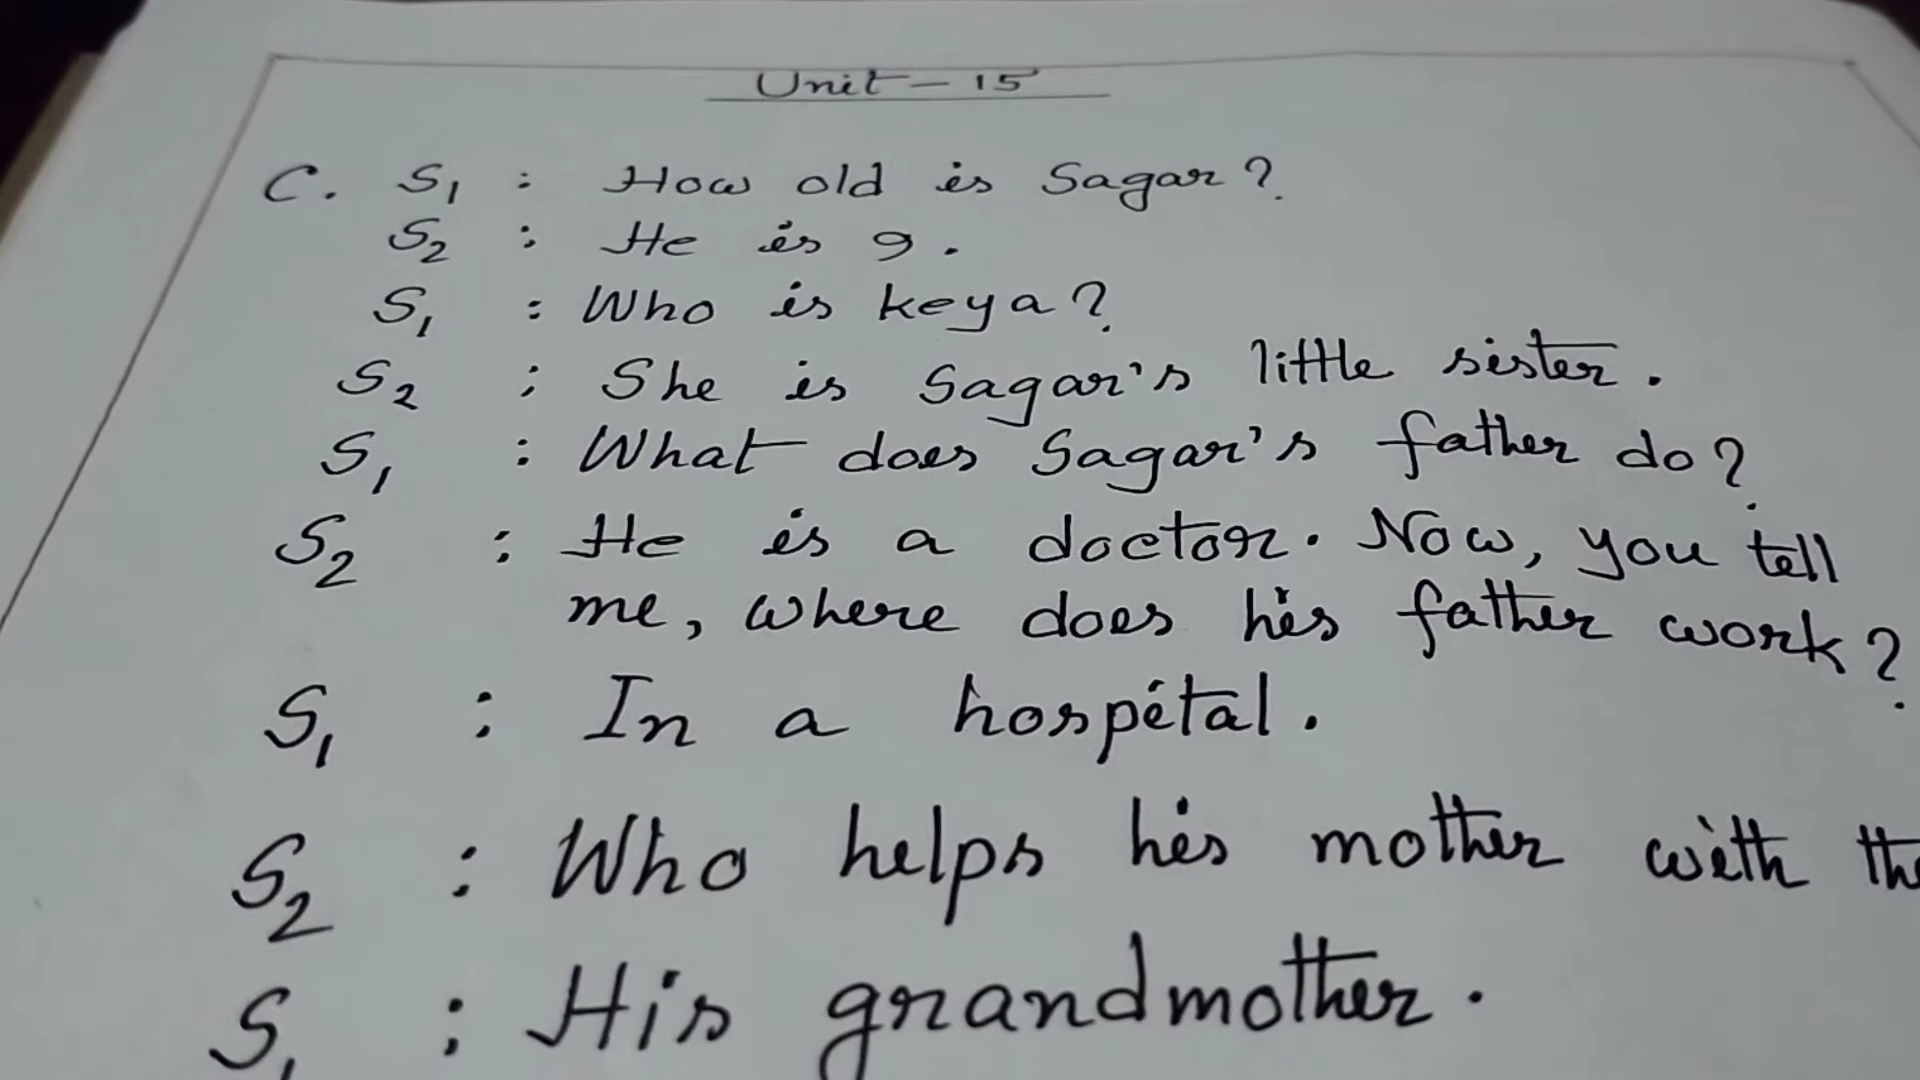 Unit - 15
C. S1 : How old is Sagar?
S2 : He is 9.
S1 : Who is keya?
S2 : She is Sagar's little sister.
S1 : What does Sagar's father do?
S2 : He is a doctor. Now, you tell
me, where does his father work?
S1 : In a hospital.
S2 : Who helps his mother with
S1 : His grandmother.